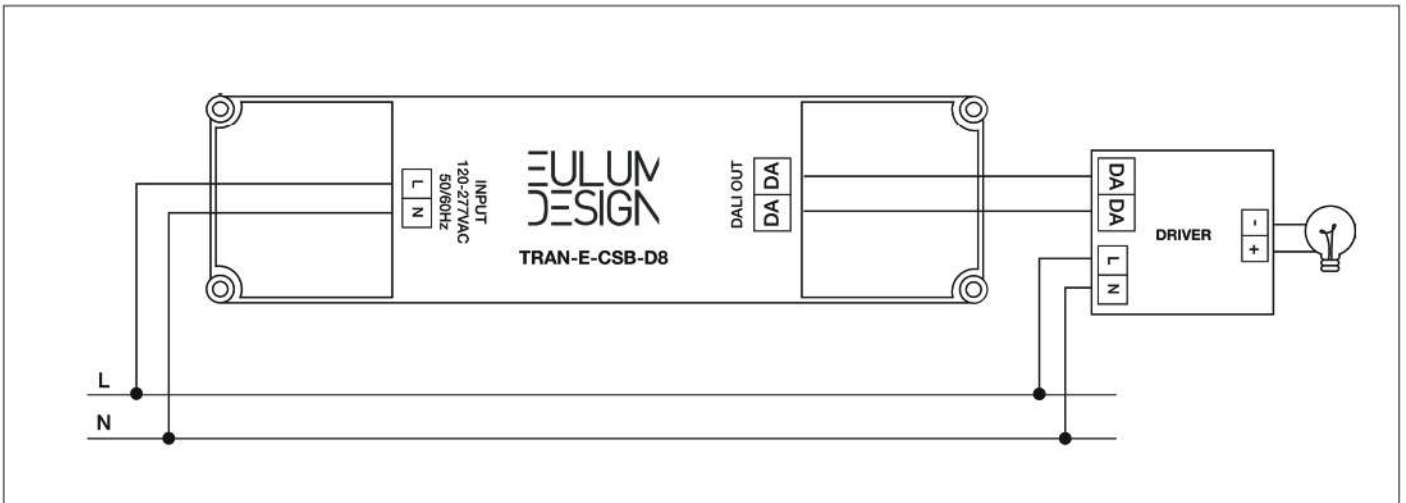 INPUT
120-277VAC
50/60Hz
L
N
EULUM
DESIGN
TRAN-E-CSB-D8
DALI OUT
DA
DA
DA
DA
L
N
DRIVER
-
+
L
N